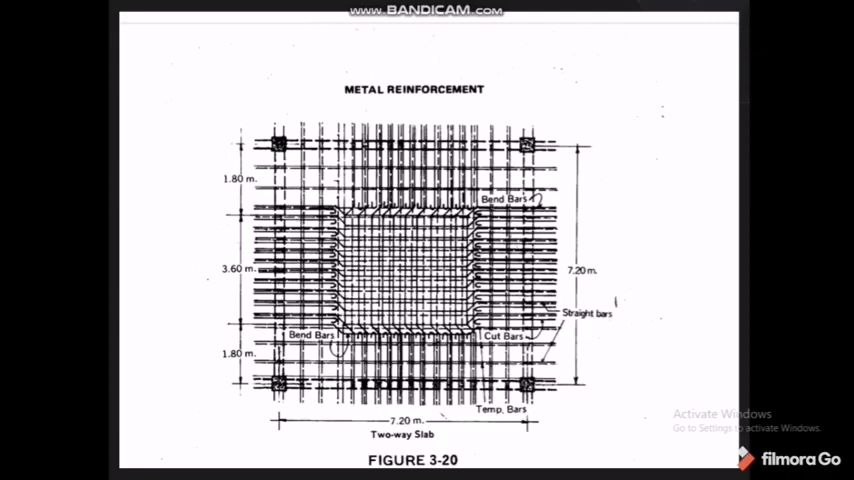 www.BANDICAM.com
METAL REINFORCEMENT
1.80 m.
Bend Bars
3.60 m.
7.20 m.
Straight bars
Bend Bars
Cut Bars
1.80 m.
Temp. Bars
7.20 m.
Two-way Slab
FIGURE 3-20
Activate Windows
Go to Settings to activate Windows.
filmora Go